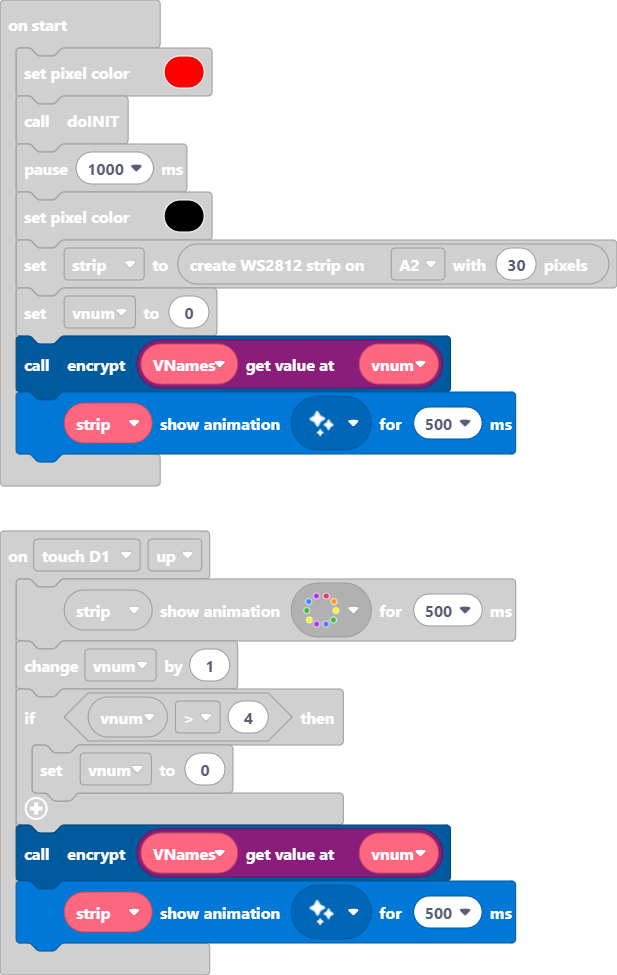 on start
set pixel color
call doINIT
pause 1000 ms
set pixel color
set strip to create WS2812 strip on A2 with 30 pixels
set vnum to 0
call encrypt VNames get value at vnum
strip show animation for 500 ms
on touch D1 up
strip show animation for 500 ms
change vnum by 1
if vnum > 4 then
set vnum to 0
call encrypt VNames get value at vnum
strip show animation for 500 ms